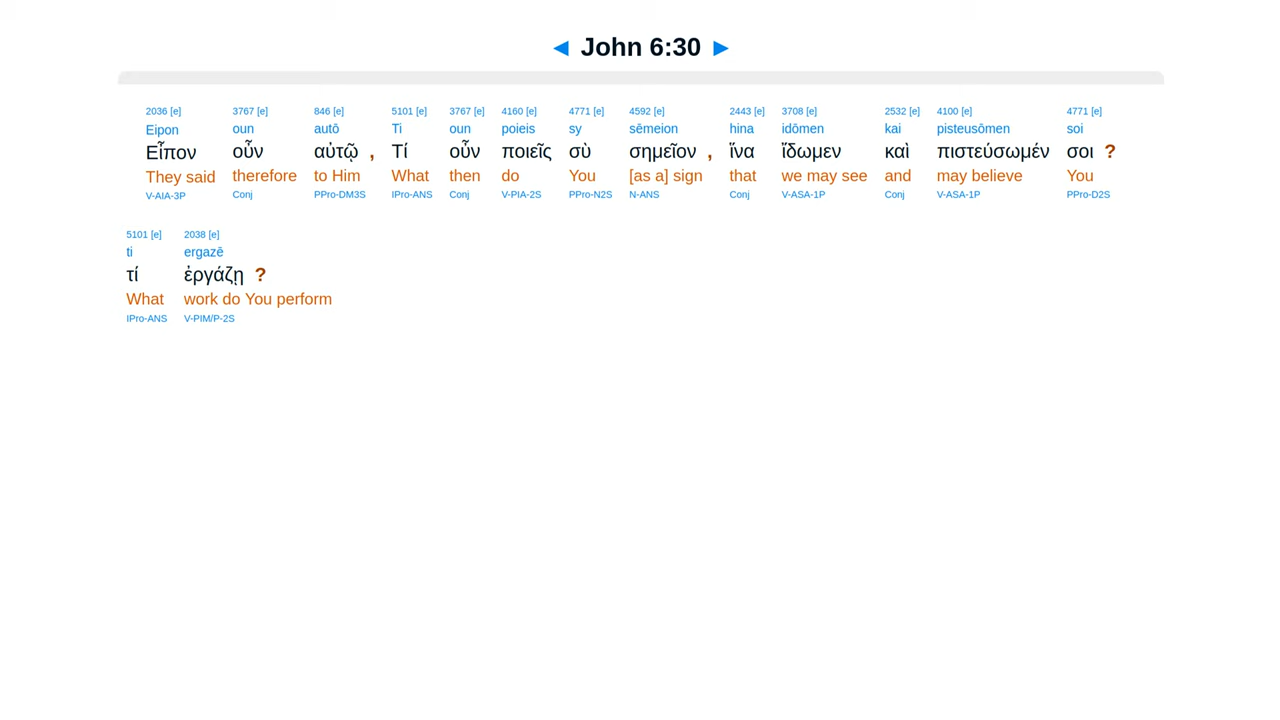 ◄ John 6:30 ►
2036 [e] 3767 [e] 846 [e] 5101 [e] 3767 [e] 4160 [e] 4771 [e] 4592 [e] 2443 [e] 3708 [e] 2532 [e] 4100 [e] 4771 [e]
Eipon oun autō Ti oun poieis sy sēmeion hina idōmen kai pisteusōmen soi
Εἶπον οὖν αὐτῷ , Τί οὖν ποιεῖς σὺ σημεῖον , ἵνα ἴδωμεν καὶ πιστεύσωμέν σοι ?
They said therefore to Him What then do You [as a] sign that we may see and may believe You
V-AIA-3P Conj PPro-DM3S IPro-ANS Conj V-PIA-2S PPro-N2S N-ANS Conj V-ASA-1P Conj V-ASA-1P PPro-D2S
5101 [e] 2038 [e]
ti ergazē
τί ἐργάζῃ ?
What work do You perform
IPro-ANS V-PIM/P-2S